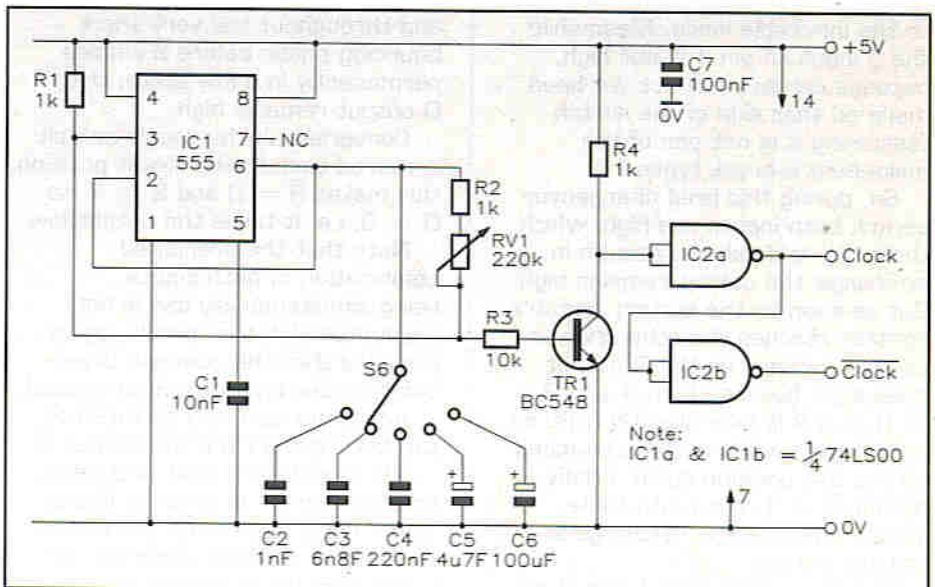 R1
1k
4
8
3
IC1
7
NC
2
555
6
1
5
R2
1k
RV1
220k
R3
10k
C1
10nF
S6
TR1
BC548
R4
1k
C7
100nF
0V
+5V
14
IC2a
Clock
IC2b
Clock
Note:
IC1a & IC1b = 1/4 74LS00
7
0V
C2
1nF
C3
6n8F
C4
220nF
C5
4u7F
C6
100uF